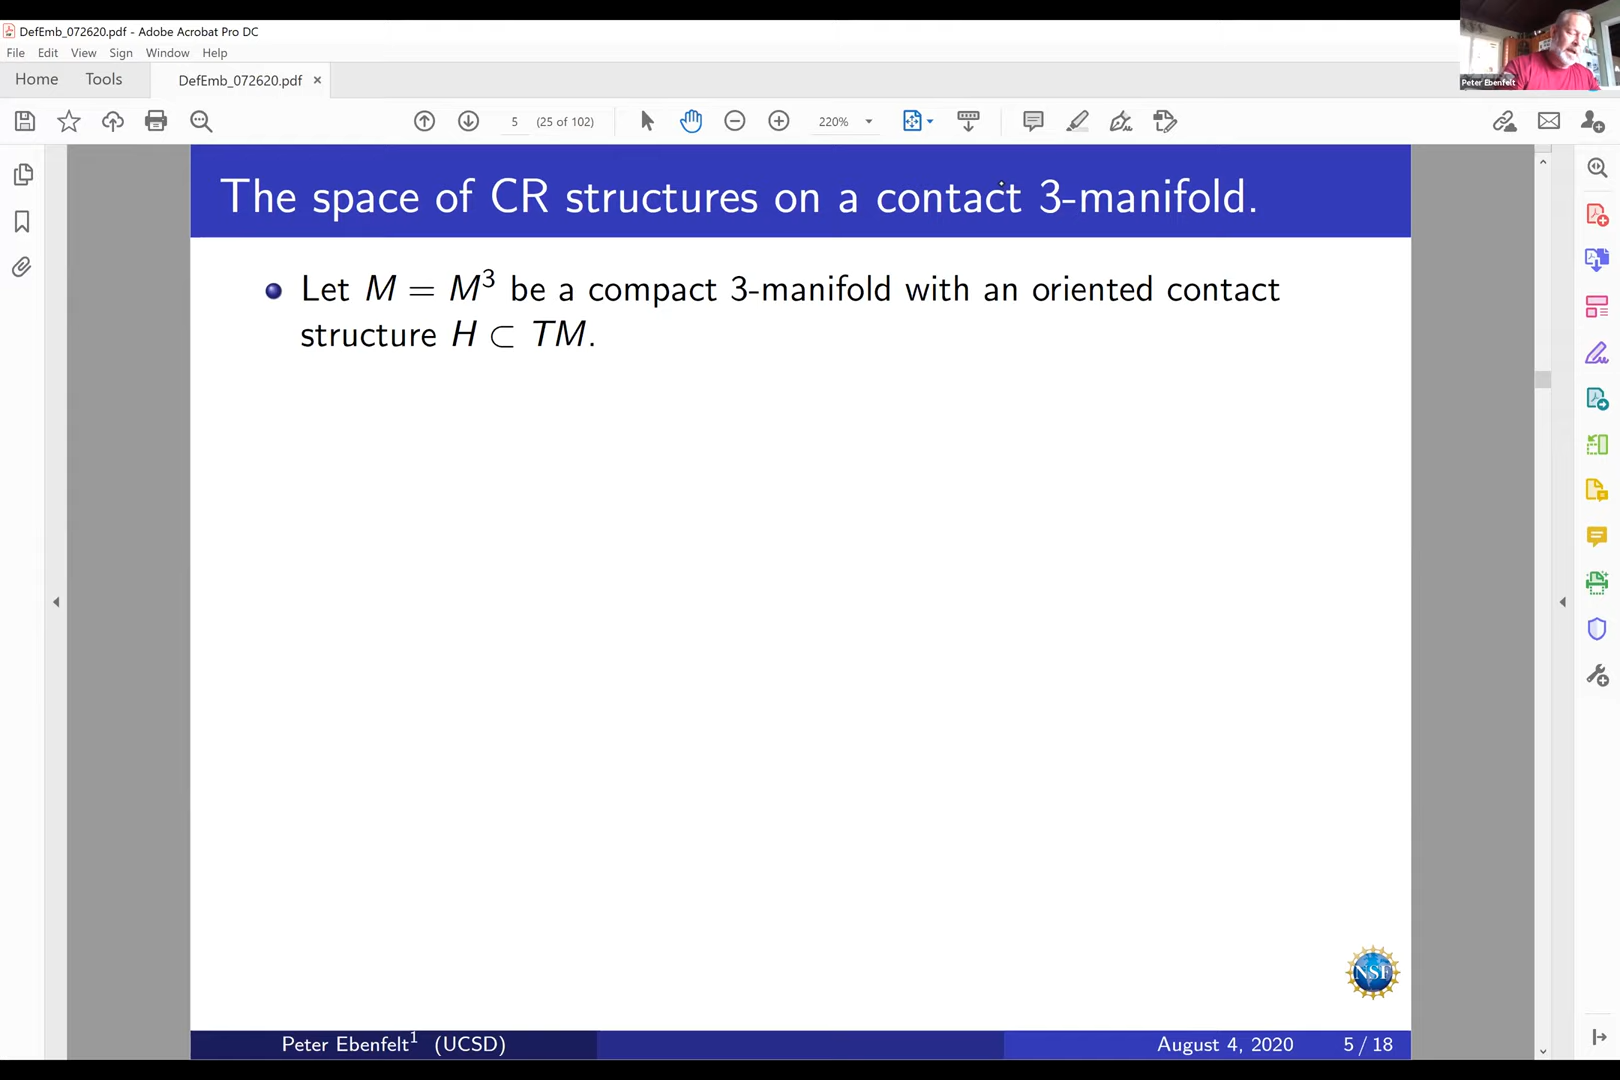 DefEmb_072620.pdf - Adobe Acrobat Pro DC
File Edit View Sign Window Help
Home Tools DefEmb_072620.pdf ×
5 (25 of 102) 220%
Peter Ebenfelt
The space of CR structures on a contact 3-manifold.
Let M = M³ be a compact 3-manifold with an oriented contact
structure H ⊂ TM.
NSF
Peter Ebenfelt¹ (UCSD) August 4, 2020 5 / 18